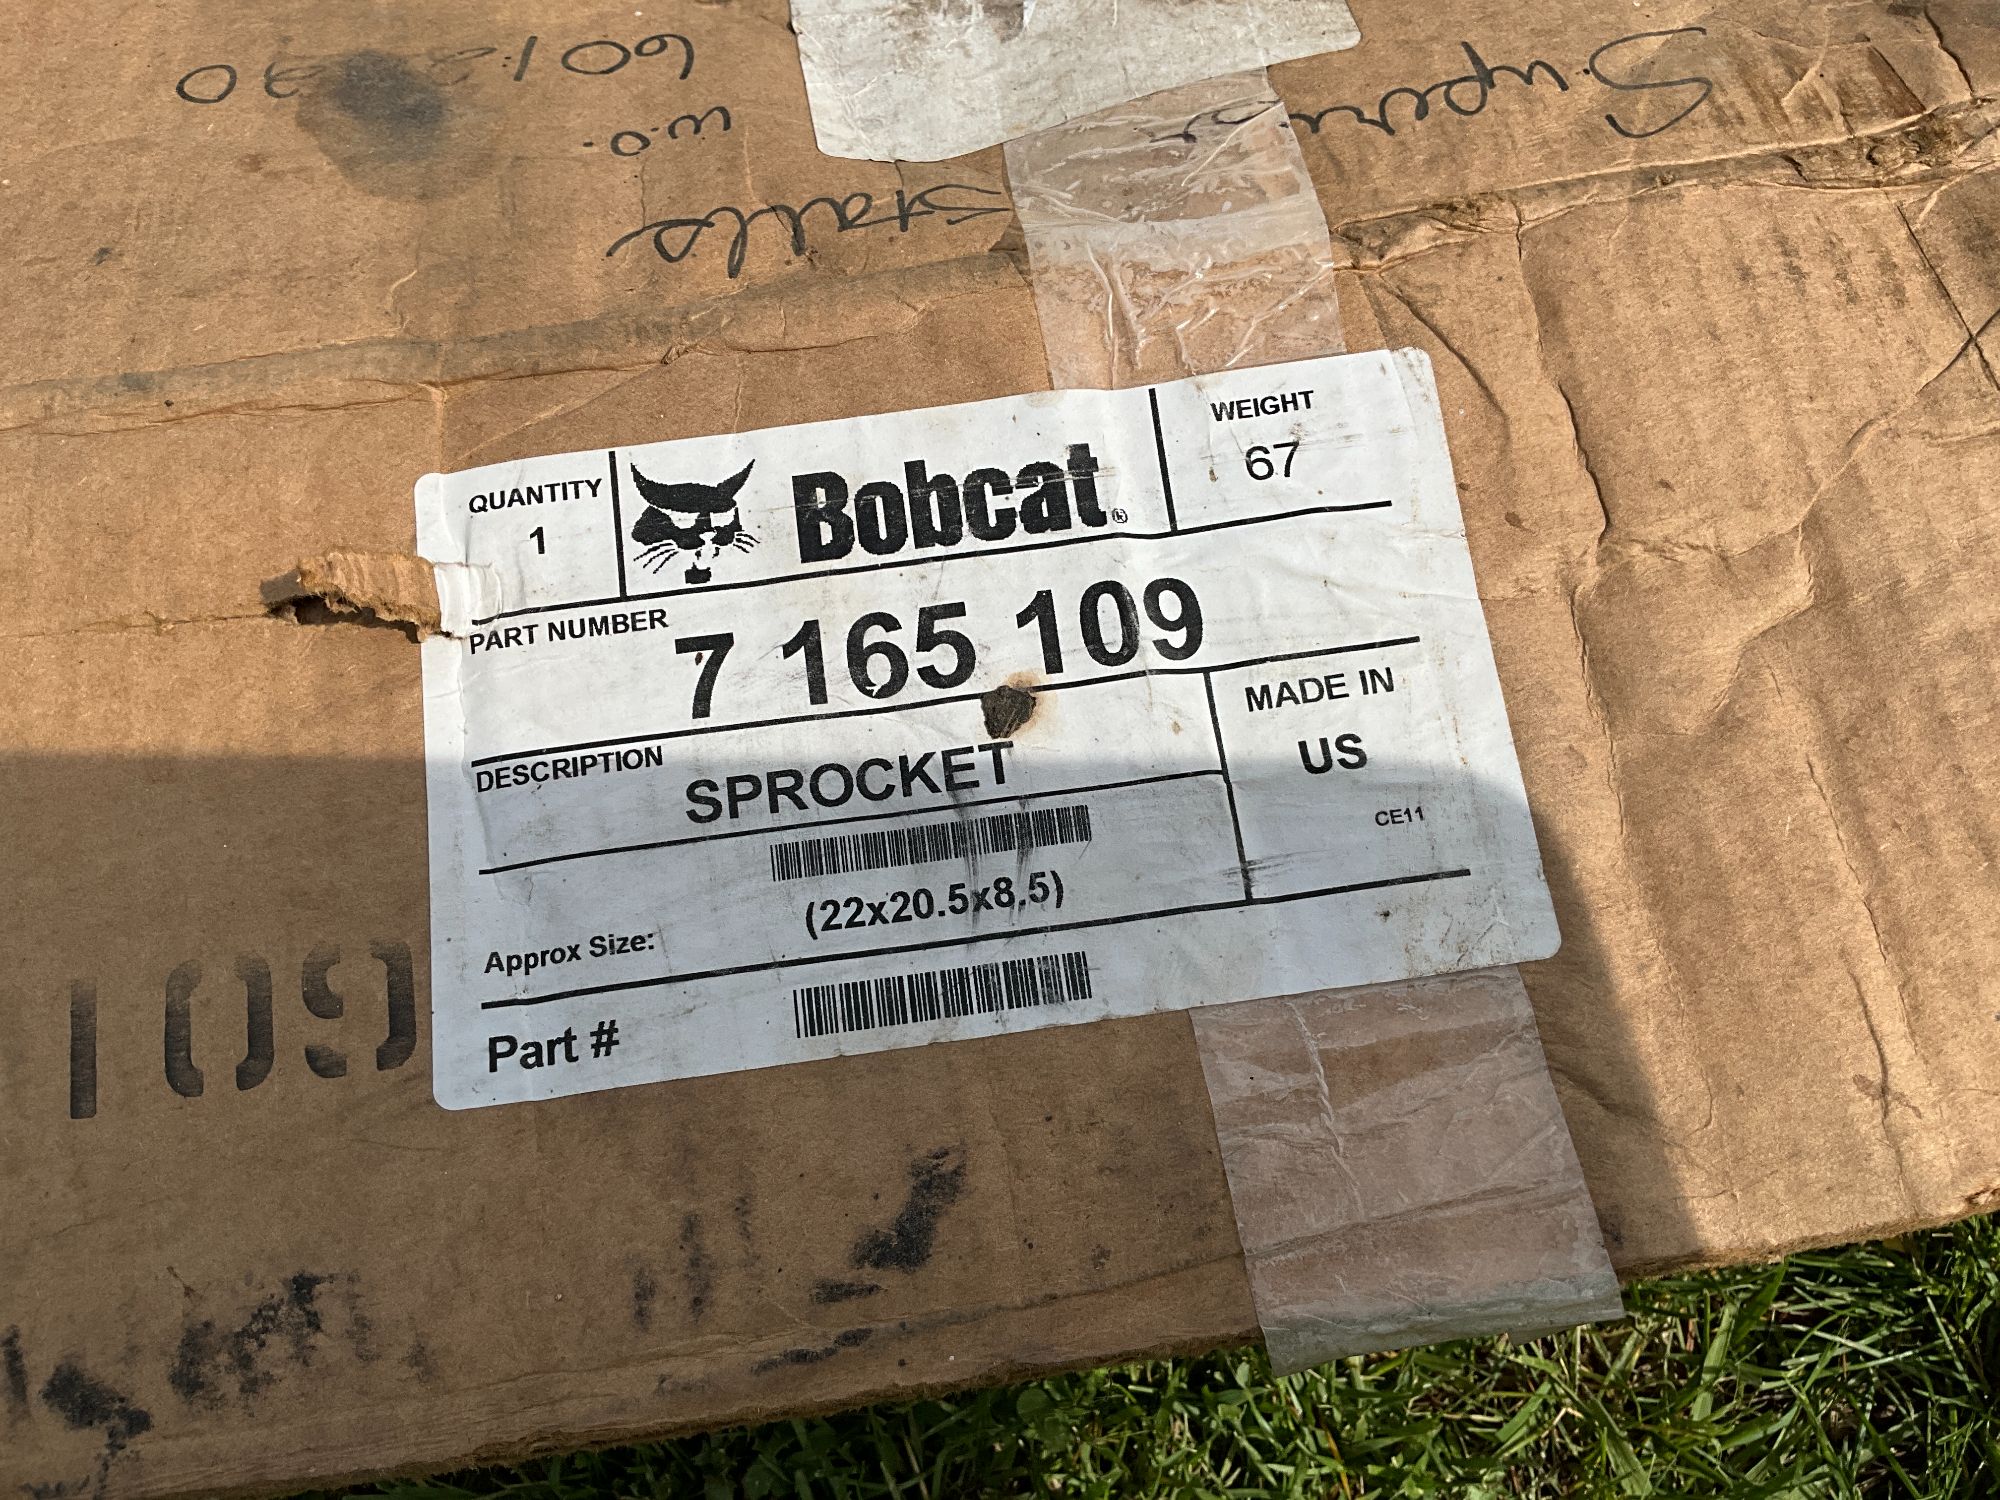 Superior
Stairs
w.o.
QUANTITY
1
Bobcat®
WEIGHT
67
PART NUMBER
7 165 109
DESCRIPTION
SPROCKET
MADE IN
US
CE11
(22x20.5x8.5)
Approx Size:
Part #
109